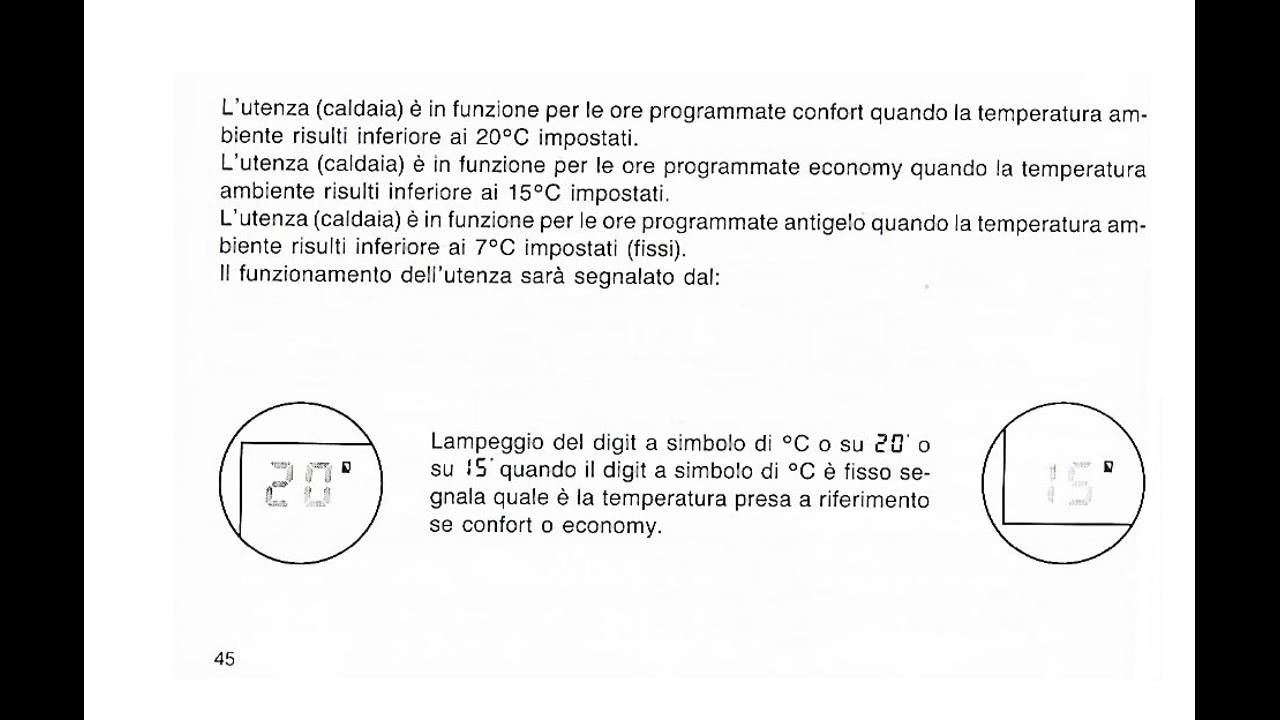 L'utenza (caldaia) è in funzione per le ore programmate confort quando la temperatura am-
biente risulti inferiore ai 20°C impostati.
L'utenza (caldaia) è in funzione per le ore programmate economy quando la temperatura
ambiente risulti inferiore ai 15°C impostati.
L'utenza (caldaia) è in funzione per le ore programmate antigelo quando la temperatura am-
biente risulti inferiore ai 7°C impostati (fissi).
Il funzionamento dell'utenza sarà segnalato dal:
20°
Lampeggio del digit a simbolo di °C o su 20° o
su 15° quando il digit a simbolo di °C è fisso se-
gnala quale è la temperatura presa a riferimento
se confort o economy.
15°
45